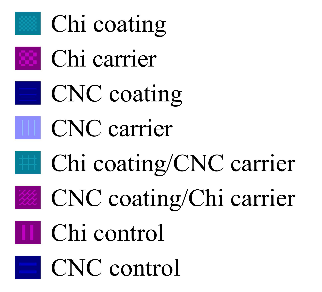 Chi coating
Chi carrier
CNC coating
CNC carrier
Chi coating/CNC carrier
CNC coating/Chi carrier
Chi control
CNC control